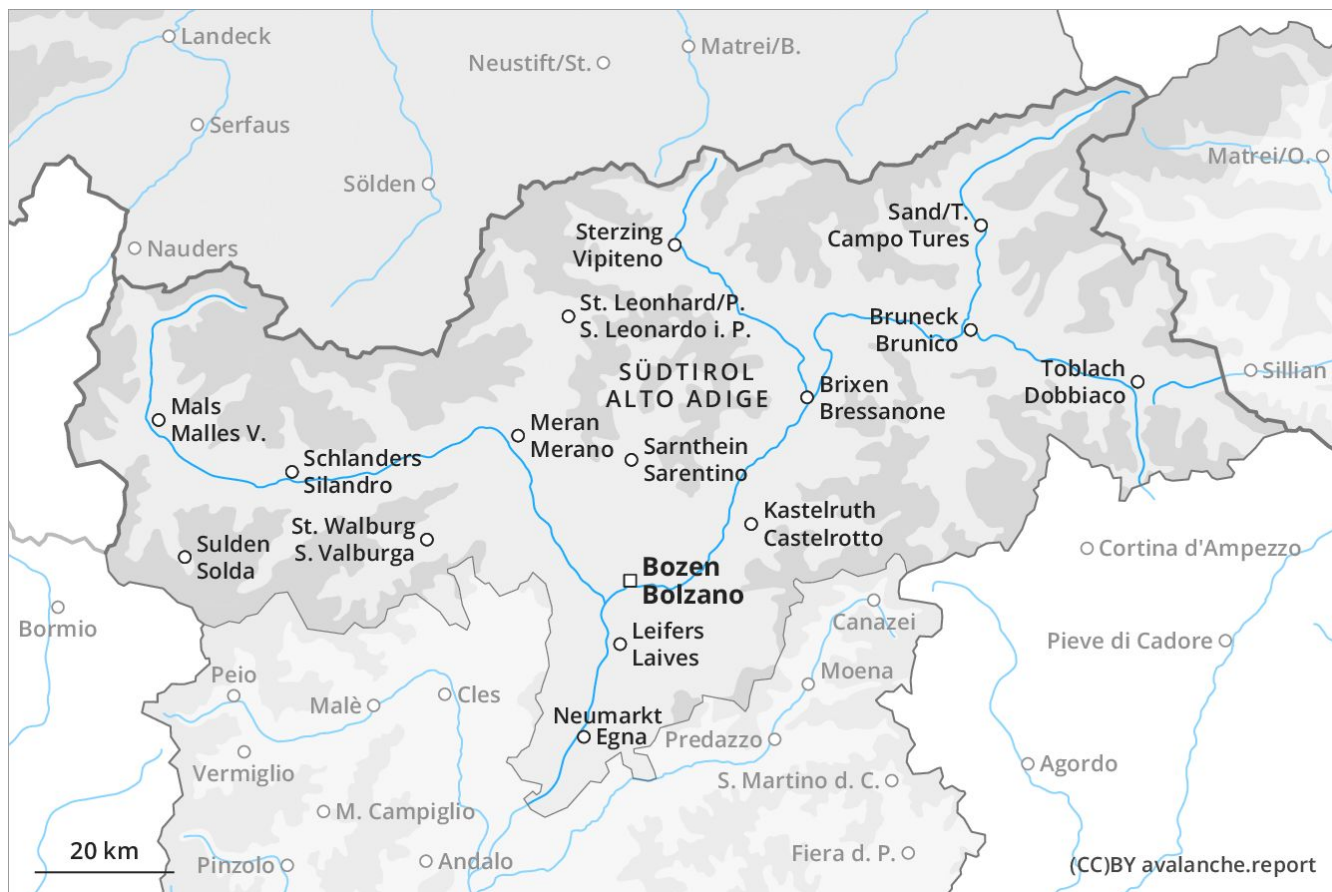 Landeck
Matrei/B.
Neustift/St.
Serfaus
Matrei/O.
Sölden
Sand/T.
Campo Tures
Sterzing
Vipiteno
Nauders
St. Leonhard/P.
S. Leonardo i. P.
Bruneck
Brunico
SÜDTIROL
ALTO ADIGE
Toblach
Dobbiaco
Sillian
Brixen
Bressanone
Mals
Malles V.
Meran
Merano
Schlanders
Silandro
Sarnthein
Sarentino
Kastelruth
Castelrotto
St. Walburg
S. Valburga
Sulden
Solda
Cortina d'Ampezzo
Bozen
Bolzano
Bormio
Canazei
Leifers
Laives
Pieve di Cadore
Peio
Moena
Malè
Cles
Neumarkt
Egna
Predazzo
Vermiglio
Agordo
S. Martino d. C.
M. Campiglio
20 km
Pinzolo
Andalo
Fiera d. P.
(CC)BY avalanche.report